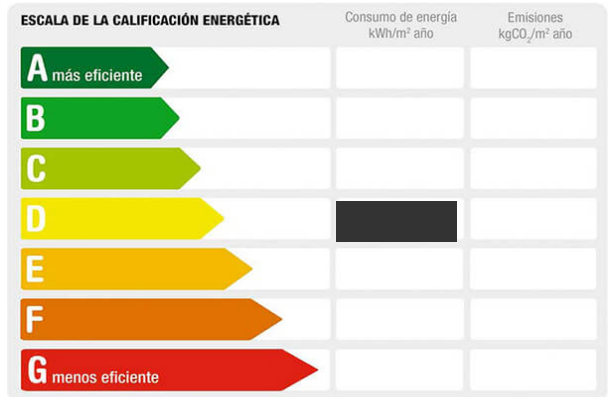 ESCALA DE LA CALIFICACIÓN ENERGÉTICA
Consumo de energía
kWh/m² año
Emisiones
kgCO₂/m² año
A más eficiente
B
C
D
E
F
G menos eficiente